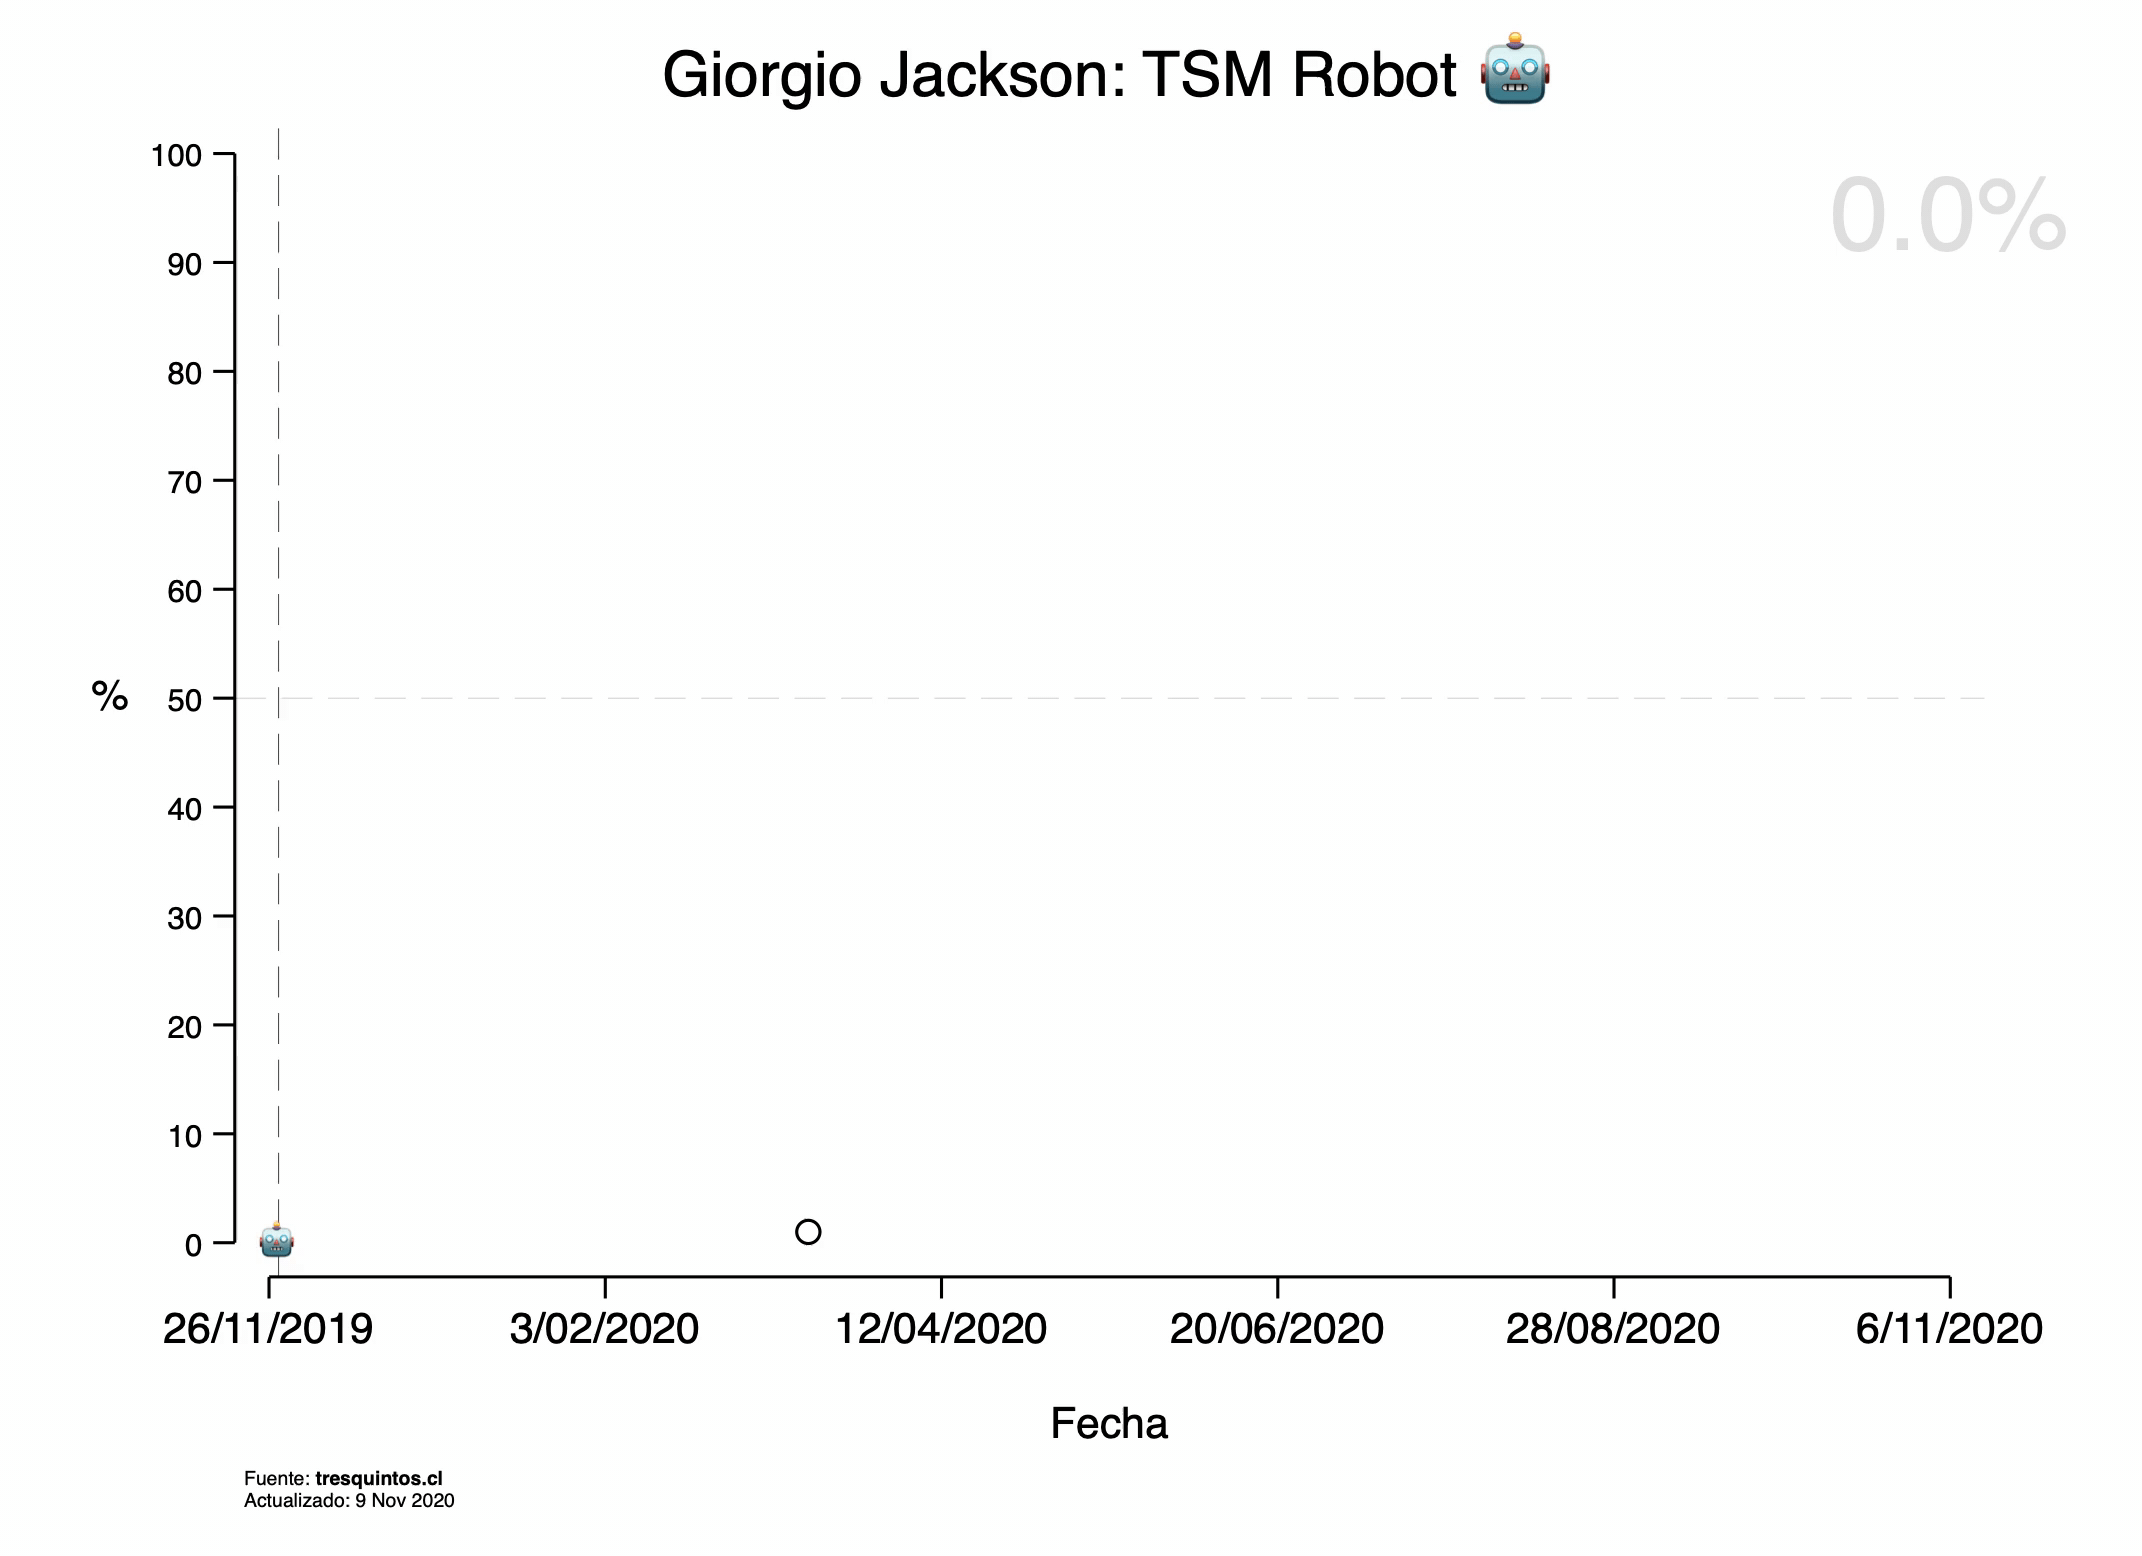 Giorgio Jackson: TSM Robot 🤖
0.0%
100
90
80
70
60
50
40
30
20
10
0
%
26/11/2019 3/02/2020 12/04/2020 20/06/2020 28/08/2020 6/11/2020
Fecha
Fuente: tresquintos.cl
Actualizado: 9 Nov 2020